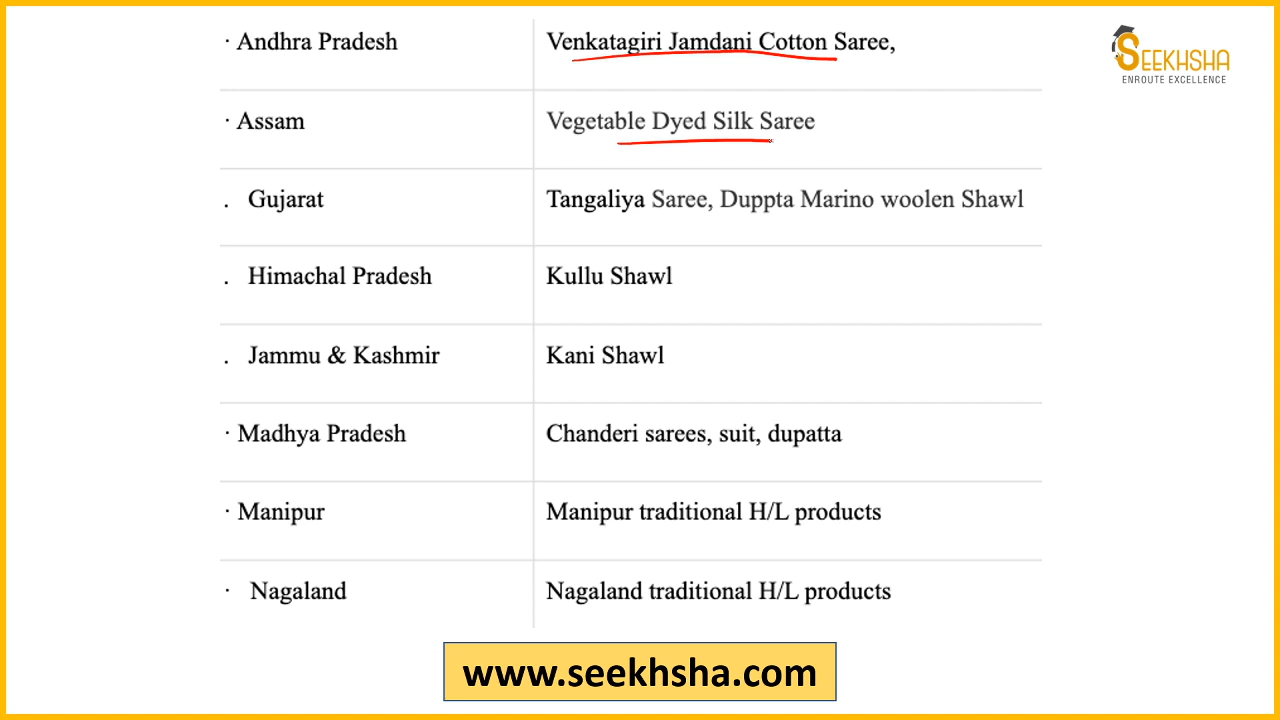 · Andhra Pradesh Venkatagiri Jamdani Cotton Saree,
SEEKHSHA
ENROUTE EXCELLENCE
· Assam Vegetable Dyed Silk Saree
. Gujarat Tangaliya Saree, Duppta Marino woolen Shawl
. Himachal Pradesh Kullu Shawl
. Jammu & Kashmir Kani Shawl
· Madhya Pradesh Chanderi sarees, suit, dupatta
· Manipur Manipur traditional H/L products
· Nagaland Nagaland traditional H/L products
www.seekhsha.com